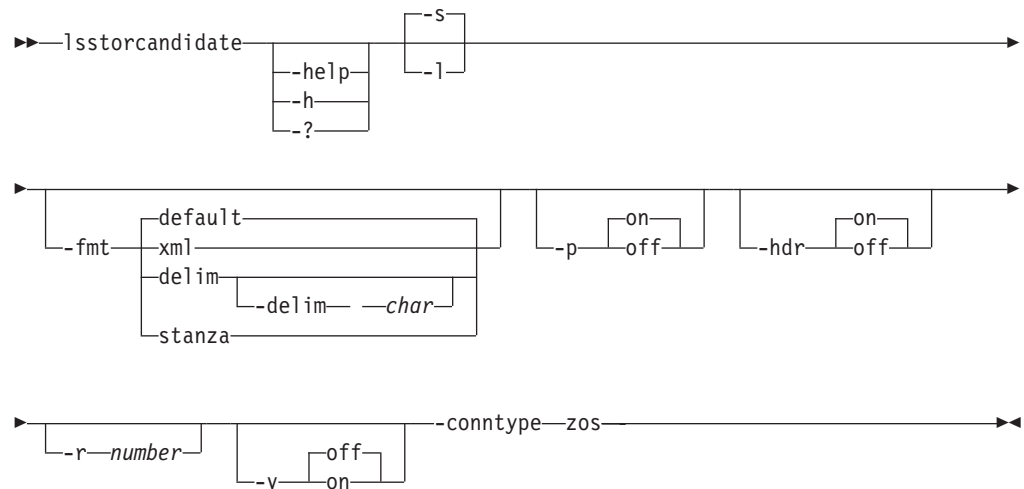 -s
lsstorcandidate
-help
-l
-h
-?
default
on
on
-fmt
xml
-p
off
-hdr
off
delim
-delim char
stanza
-conntype zos
-r number
off
-v
on